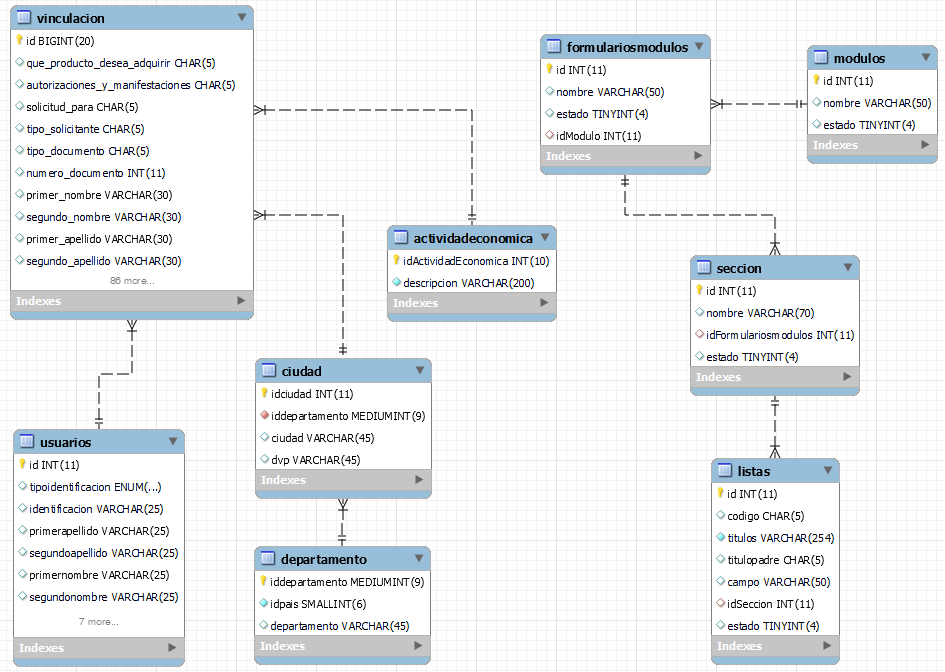 vinculacion
id BIGINT(20)
que_producto_desea_adquirir CHAR(5)
autorizaciones_y_manifestaciones CHAR(5)
solicitud_para CHAR(5)
tipo_solicitante CHAR(5)
tipo_documento CHAR(5)
numero_documento INT(11)
primer_nombre VARCHAR(30)
segundo_nombre VARCHAR(30)
primer_apellido VARCHAR(30)
segundo_apellido VARCHAR(30)
86 more...
Indexes
formulariosmodulos
id INT(11)
nombre VARCHAR(50)
estado TINYINT(4)
idModulo INT(11)
Indexes
modulos
id INT(11)
nombre VARCHAR(50)
estado TINYINT(4)
Indexes
actividadeconomica
idActividadEconomica INT(10)
descripcion VARCHAR(200)
Indexes
seccion
id INT(11)
nombre VARCHAR(70)
idFormulariosmodulos INT(11)
estado TINYINT(4)
Indexes
ciudad
idciudad INT(11)
iddepartamento MEDIUMINT(9)
ciudad VARCHAR(45)
dvp VARCHAR(45)
Indexes
usuarios
id INT(11)
tipoidentificacion ENUM(...)
identificacion VARCHAR(25)
primerapellido VARCHAR(25)
segundoapellido VARCHAR(25)
primernombre VARCHAR(25)
segundonombre VARCHAR(25)
7 more...
Indexes
departamento
iddepartamento MEDIUMINT(9)
idpais SMALLINT(6)
departamento VARCHAR(45)
Indexes
listas
id INT(11)
codigo CHAR(5)
titulos VARCHAR(254)
titulopadre CHAR(5)
campo VARCHAR(50)
idSeccion INT(11)
estado TINYINT(4)
Indexes